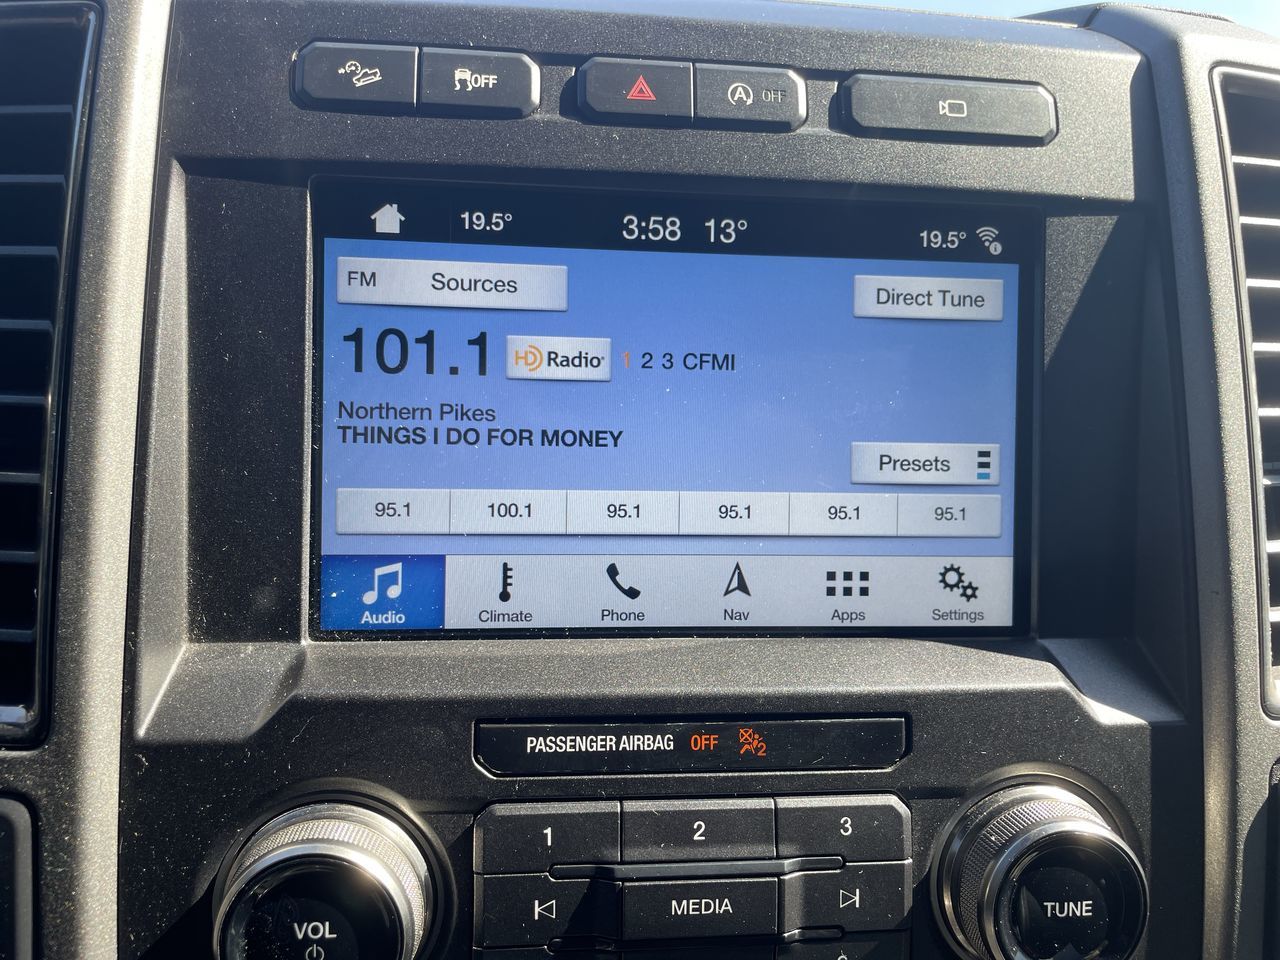 OFF
OFF
19.5° 3:58 13° 19.5°
FM Sources
Direct Tune
101.1 HD Radio 1 2 3 CFMI
Northern Pikes
THINGS I DO FOR MONEY
Presets
95.1 100.1 95.1 95.1 95.1 95.1
Audio Climate Phone Nav Apps Settings
PASSENGER AIRBAG OFF 2
1 2 3
VOL MEDIA TUNE